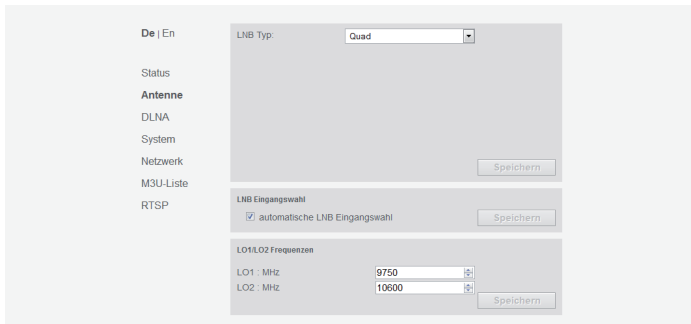 De | En
Status
Antenne
DLNA
System
Netzwerk
M3U-Liste
RTSP
LNB Typ: Quad
Speichern
LNB Eingangswahl
automatische LNB Eingangswahl
Speichern
LO1/LO2 Frequenzen
LO1 : MHz 9750
LO2 : MHz 10600
Speichern